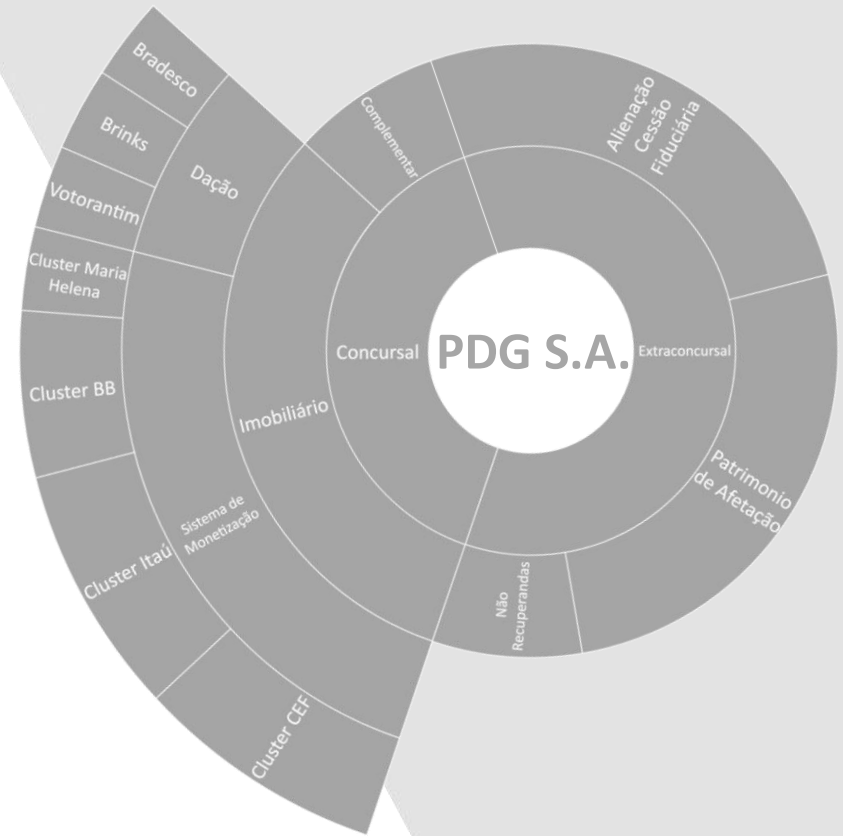 Bradesco
Brinks
Votorantim
Cluster Maria
Helena
Cluster BB
Cluster Itaú
Cluster CEF
Dação
Sistema de
Monetização
Imobiliário
Complementar
Concursal
PDG S.A.
Extraconcursal
Alienação
Cessão
Fiduciária
Patrimonio
de Afetação
Não
Recuperandas